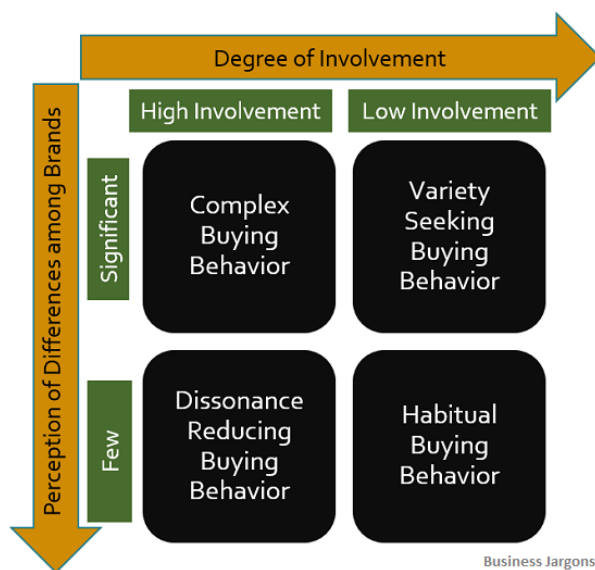 Degree of Involvement
High Involvement
Low Involvement
Perception of Differences among Brands
Significant
Complex
Buying
Behavior
Variety
Seeking
Buying
Behavior
Few
Dissonance
Reducing
Buying
Behavior
Habitual
Buying
Behavior
Business Jargons